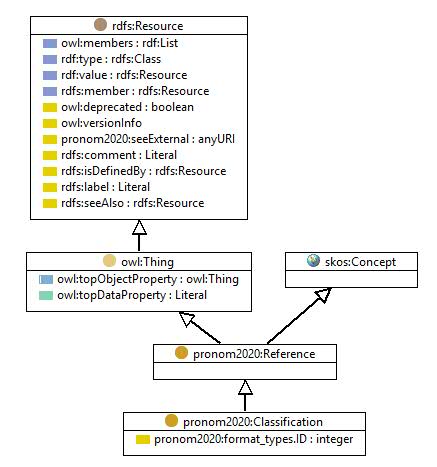 rdfs:Resource
owl:members : rdf:List
rdf:type : rdfs:Class
rdf:value : rdfs:Resource
rdfs:member : rdfs:Resource
owl:deprecated : boolean
owl:versionInfo
pronom2020:seeExternal : anyURI
rdfs:comment : Literal
rdfs:isDefinedBy : rdfs:Resource
rdfs:label : Literal
rdfs:seeAlso : rdfs:Resource
owl:Thing
owl:topObjectProperty : owl:Thing
owl:topDataProperty : Literal
skos:Concept
pronom2020:Reference
pronom2020:Classification
pronom2020:format_types.ID : integer